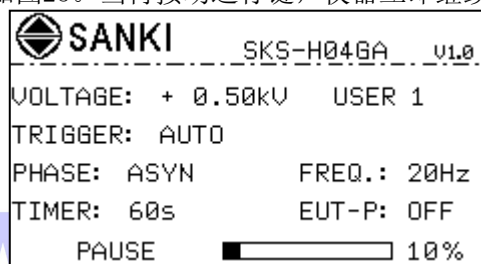 SANKI SKS-H04GA V1.0
VOLTAGE: + 0.50kV USER 1
TRIGGER: AUTO
PHASE: ASYN FREQ.: 20Hz
TIMER: 60s EUT-P: OFF
PAUSE 10%